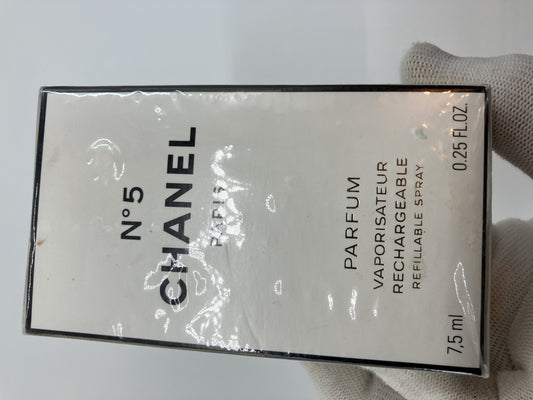 N°5
CHANEL
PARIS
PARFUM
VAPORISATEUR
RECHARGEABLE
REFILLABLE SPRAY
7,5 ml 0.25 FL.OZ.